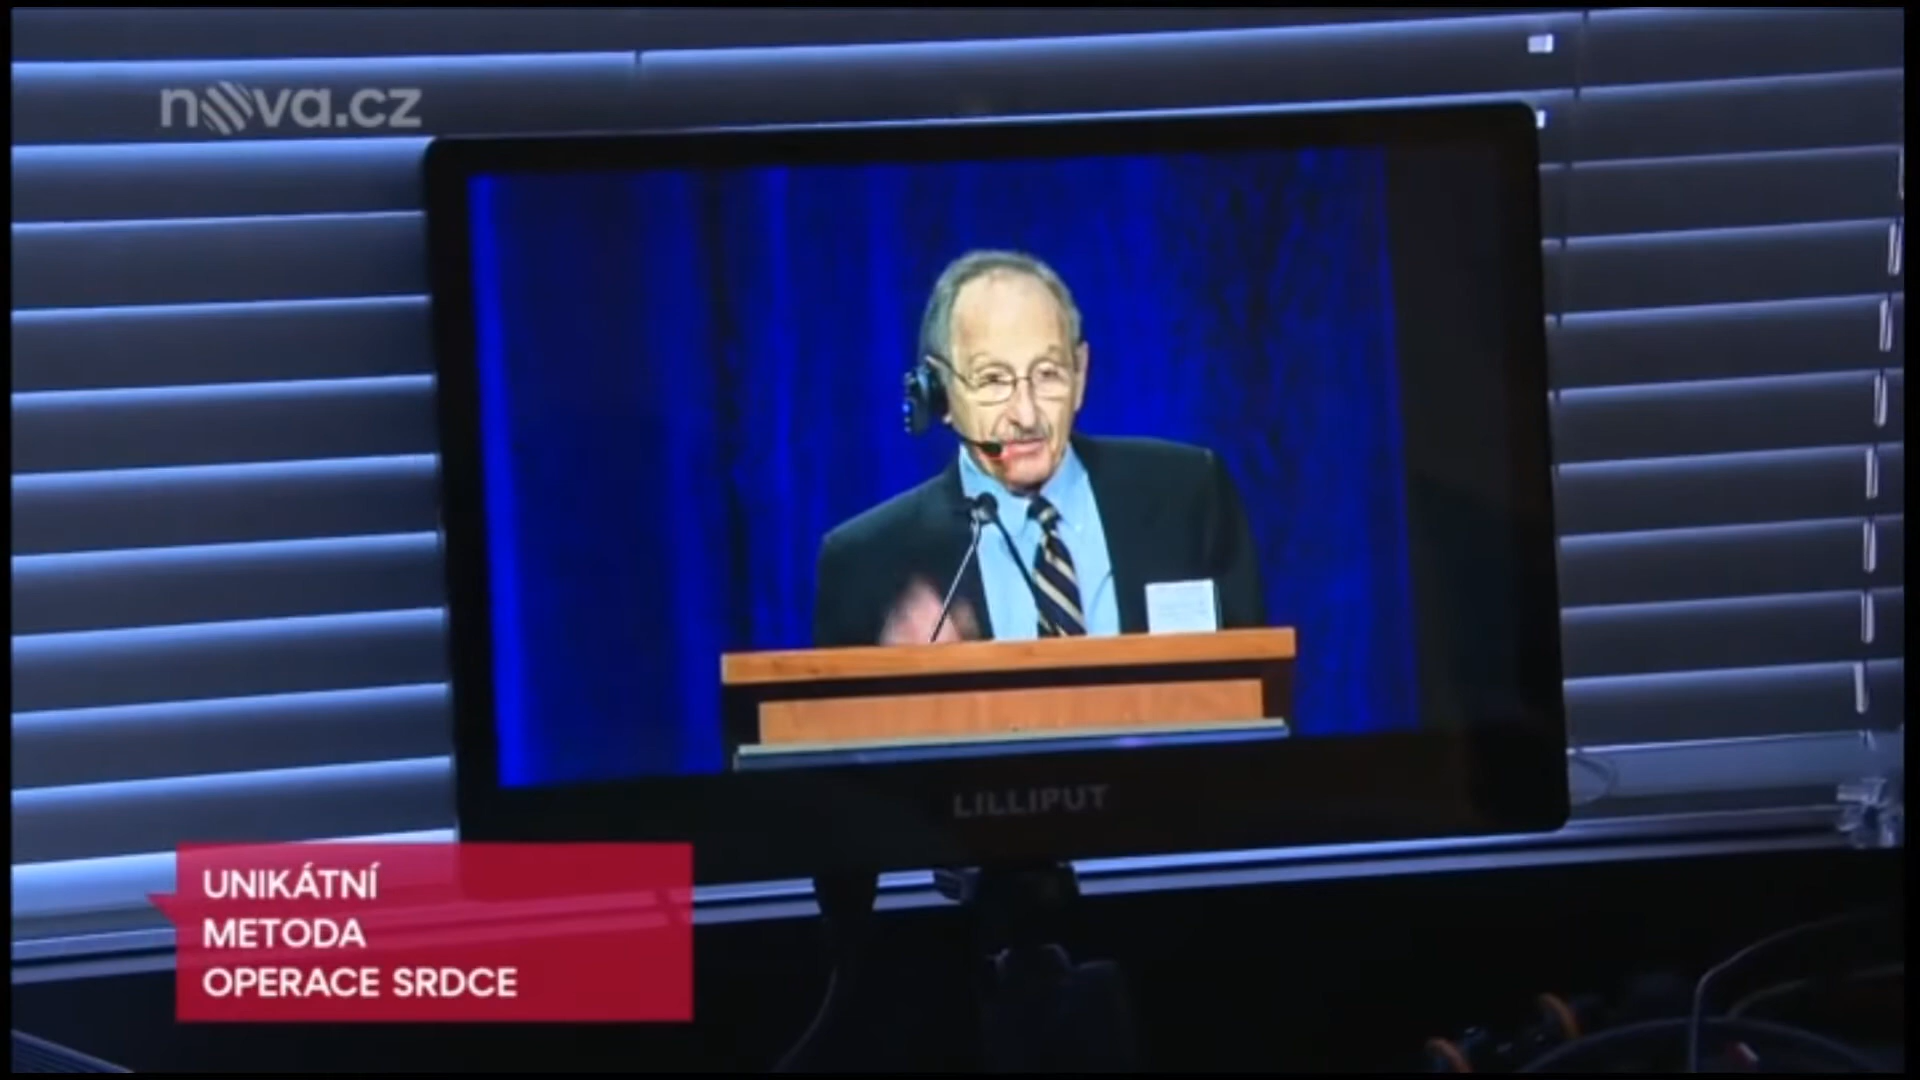 nova.cz
LILLIPUT
UNIKÁTNÍ
METODA
OPERACE SRDCE